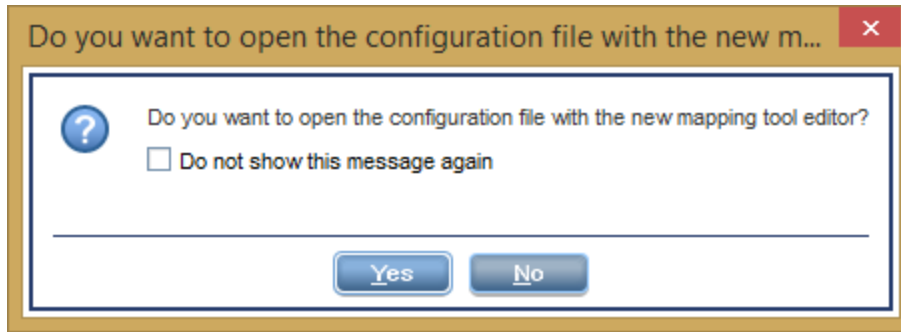 Do you want to open the configuration file with the new m...
Do you want to open the configuration file with the new mapping tool editor?
Do not show this message again
Yes No